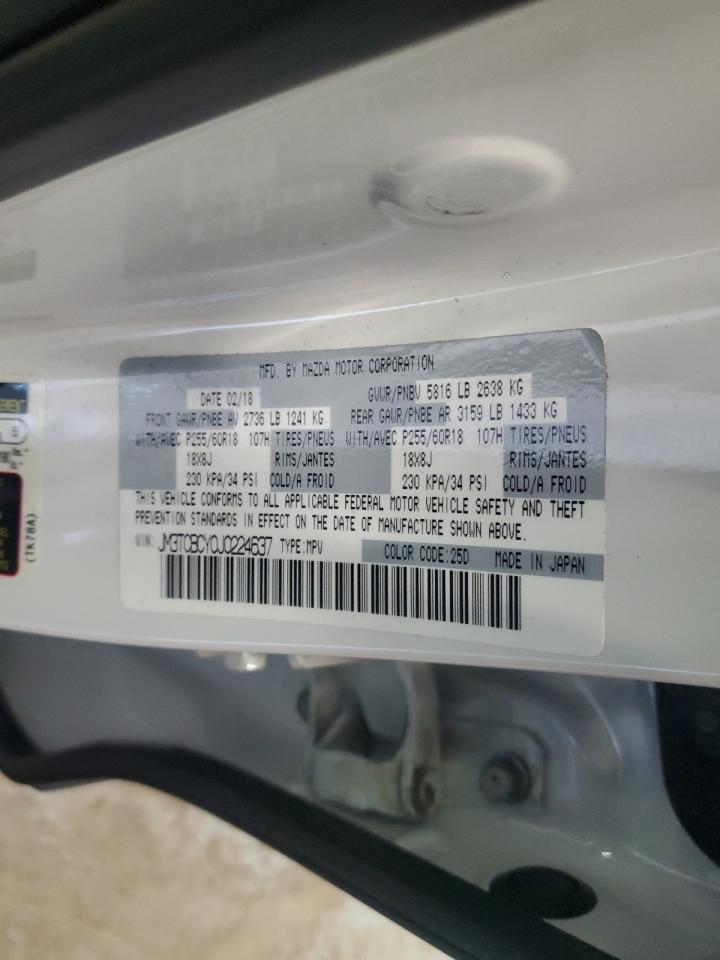 MFD. BY MAZDA MOTOR CORPORATION
DATE 02/18 GVWR/PNBV 5816 LB 2638 KG
FRONT GAWR/PNBE AV 2736 LB 1241 KG REAR GAWR/PNBE AR 3159 LB 1433 KG
WITH/AVEC P255/60R18 107H TIRES/PNEUS WITH/AVEC P255/60R18 107H TIRES/PNEUS
18X8J RIMS/JANTES 18X8J RIMS/JANTES
230 KPA/34 PSI COLD/A FROID 230 KPA/34 PSI COLD/A FROID
THIS VEHICLE CONFORMS TO ALL APPLICABLE FEDERAL MOTOR VEHICLE SAFETY AND THEFT
PREVENTION STANDARDS IN EFFECT ON THE DATE OF MANUFACTURE SHOWN ABOVE.
VIN: JM3TCBCY0J0224637 TYPE:MPV COLOR CODE:25D MADE IN JAPAN
(TK78A)